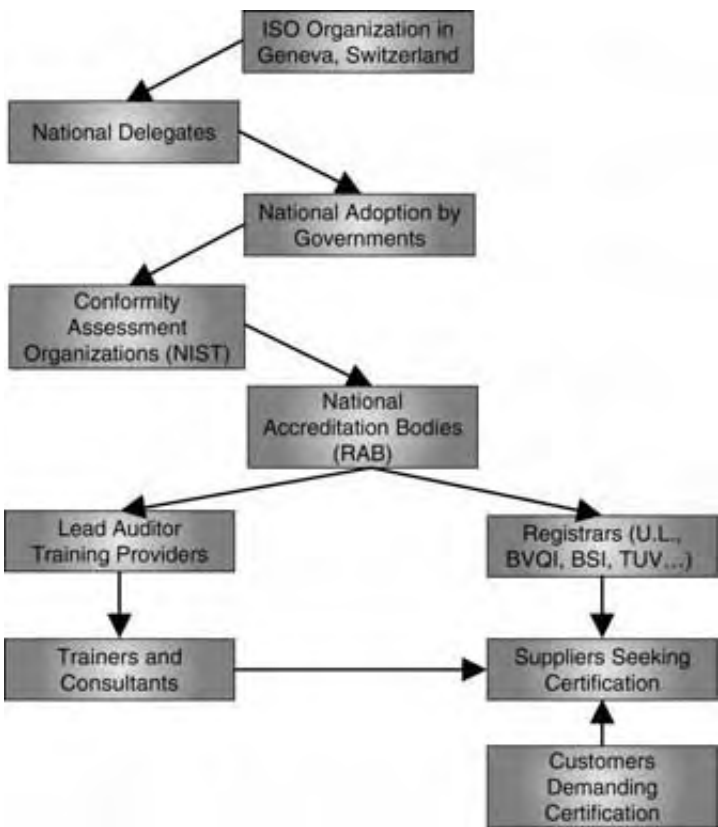 ISO Organization in
Geneva, Switzerland
National Delegates
National Adoption by
Governments
Conformity
Assessment
Organizations (NIST)
National
Accreditation Bodies
(RAB)
Lead Auditor
Training Providers
Registrars (U.L.,
BVQI, BSI, TUV...)
Trainers and
Consultants
Suppliers Seeking
Certification
Customers
Demanding
Certification